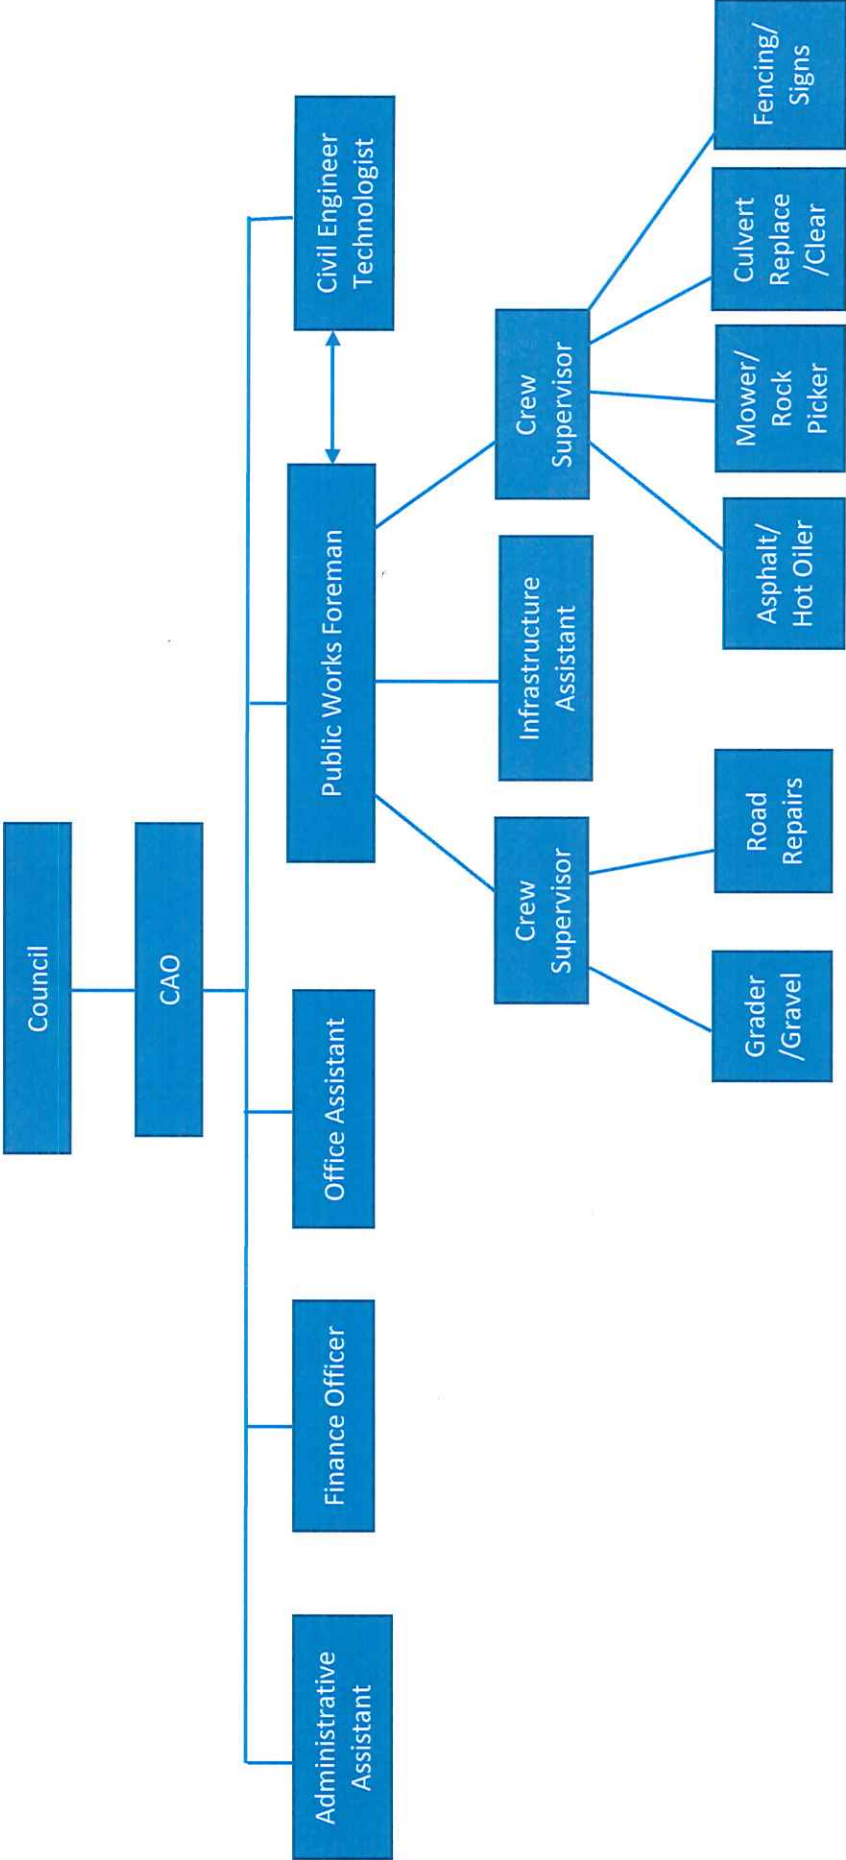 Council
CAO
Administrative
Assistant
Finance Officer
Office Assistant
Public Works Foreman
Civil Engineer
Technologist
Crew
Supervisor
Infrastructure
Assistant
Crew
Supervisor
Grader
/Gravel
Road
Repairs
Asphalt/
Hot Oiler
Mower/
Rock
Picker
Culvert
Replace
/Clear
Fencing/
Signs